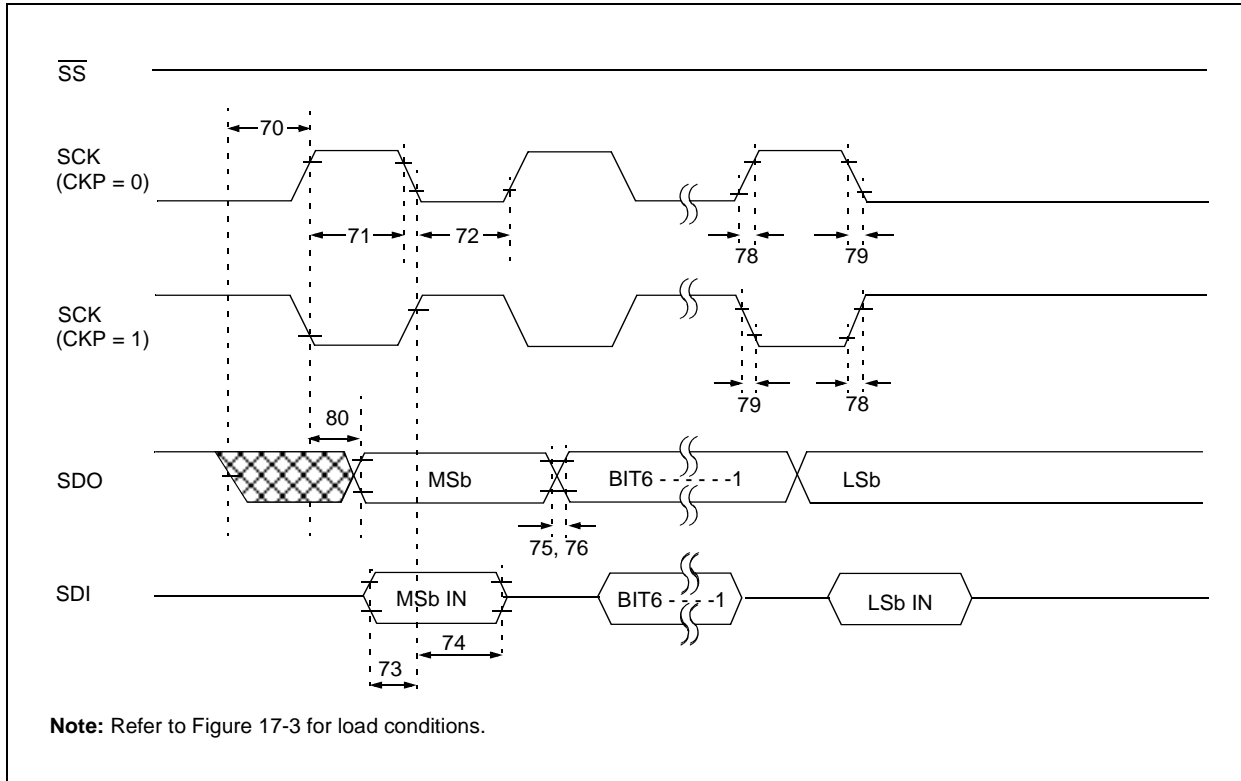 SS
70
SCK
(CKP = 0)
71
72
78
79
SCK
(CKP = 1)
79
78
80
SDO
MSb
BIT6 - - - - - -1
LSb
75, 76
SDI
MSb IN
BIT6 - - - - -1
LSb IN
73
74
Note: Refer to Figure 17-3 for load conditions.